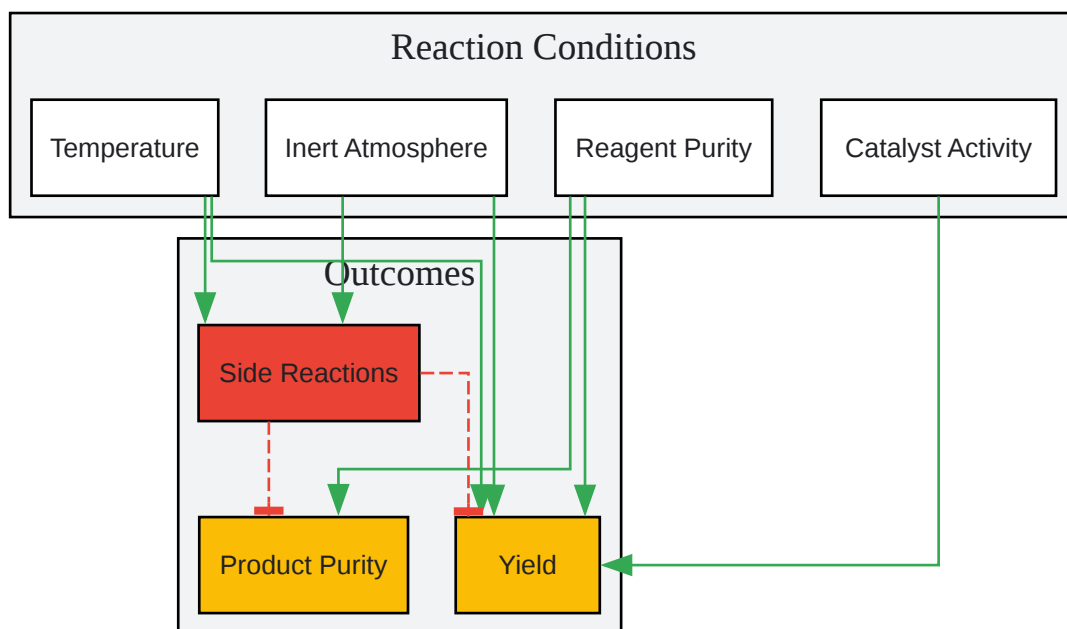 Reaction Conditions
Temperature
Inert Atmosphere
Reagent Purity
Catalyst Activity
Outcomes
Side Reactions
Product Purity
Yield